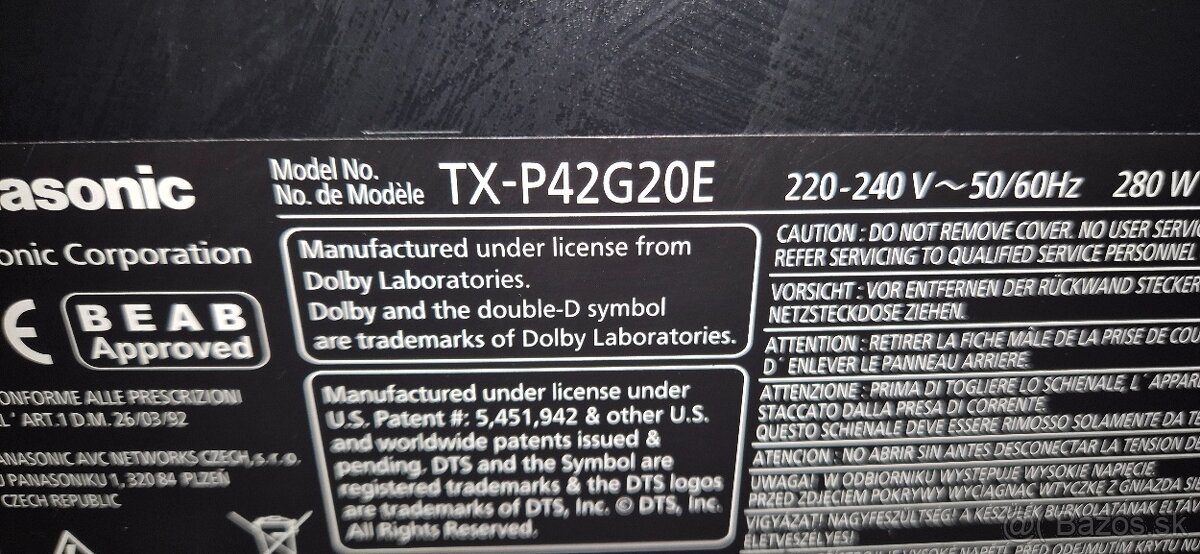 asonic
Model No.
No. de Modèle
TX-P42G20E
220-240 V～50/60Hz 280 W
onic Corporation
CE
BEAB
Approved
ONFORME ALLE PRESCRIZIONI
L' ART.1 D.M. 26/03/92
ANASONIC AVC NETWORKS CZECH, s.r.o.
PANASONIKU 1, 320 84 PLZEŇ
CZECH REPUBLIC
Manufactured under license from
Dolby Laboratories.
Dolby and the double-D symbol
are trademarks of Dolby Laboratories.
Manufactured under license under
U.S. Patent #: 5,451,942 & other U.S.
and worldwide patents issued &
pending. DTS and the Symbol are
registered trademarks & the DTS logos
are trademarks of DTS, Inc. © DTS, Inc.
All Rights Reserved.
CAUTION : DO NOT REMOVE COVER. NO USER SERVIC
REFER SERVICING TO QUALIFIED SERVICE PERSONNEL
VORSICHT : VOR ENTFERNEN DER RÜCKWAND STECKER
NETZSTECKDOSE ZIEHEN.
ATTENTION : RETIRER LA FICHE MÂLE DE LA PRISE DE COU
D' ENLEVER LE PANNEAU ARRIERE.
ATTENZIONE : PRIMA DI TOGLIERE LO SCHIENALE, L' APPAR
STACCATO DALLA PRESA DI CORRENTE.
QUESTO SCHIENALE DEVE ESSERE RIMOSSO SOLAMENTE DA T
ATENCION : NO ABRIR SIN ANTES DESCONECTAR LA TENSION D
UWAGA! W ODBIORNIKU WYSTEPUJE WYSOKIE NAPIECIE.
PRZED ZDJECIEM POKRYWY WYCIAGNAC WTYCZKE Z GNIAZDA SIE
VIGYÁZAT! NAGYFESZÜLTSÉG! A KÉSZÜLÉK BURKOLATÁNAK ELTÁV
ÉLETVESZÉLYES!
Bazos.sk